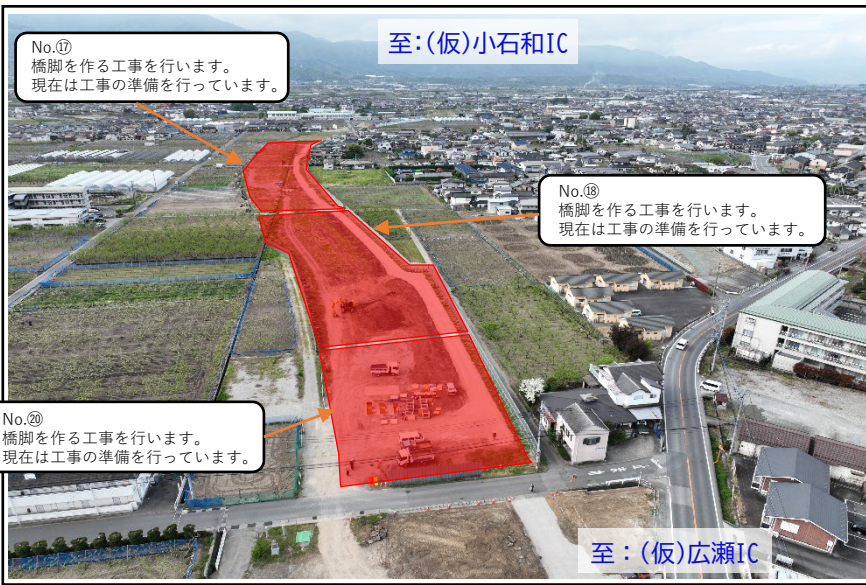 No.⑰
橋脚を作る工事を行います。
現在は工事の準備を行っています。
至:(仮)小石和IC
No.⑱
橋脚を作る工事を行います。
現在は工事の準備を行っています。
No.⑳
橋脚を作る工事を行います。
現在は工事の準備を行っています。
至：(仮)広瀬IC